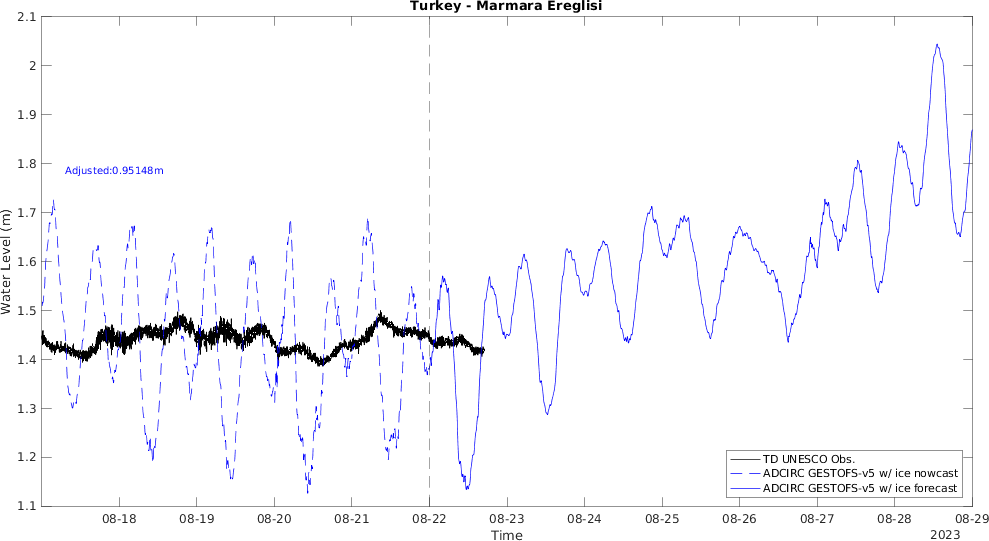 Turkey - Marmara Ereglisi
2.1
2
1.9
1.8
1.7
1.6
1.5
1.4
1.3
1.2
1.1
Water Level (m)
Adjusted:0.95148m
TD UNESCO Obs.
ADCIRC GESTOFS-v5 w/ ice nowcast
ADCIRC GESTOFS-v5 w/ ice forecast
08-18 08-19 08-20 08-21 08-22 08-23 08-24 08-25 08-26 08-27 08-28 08-29
Time
2023